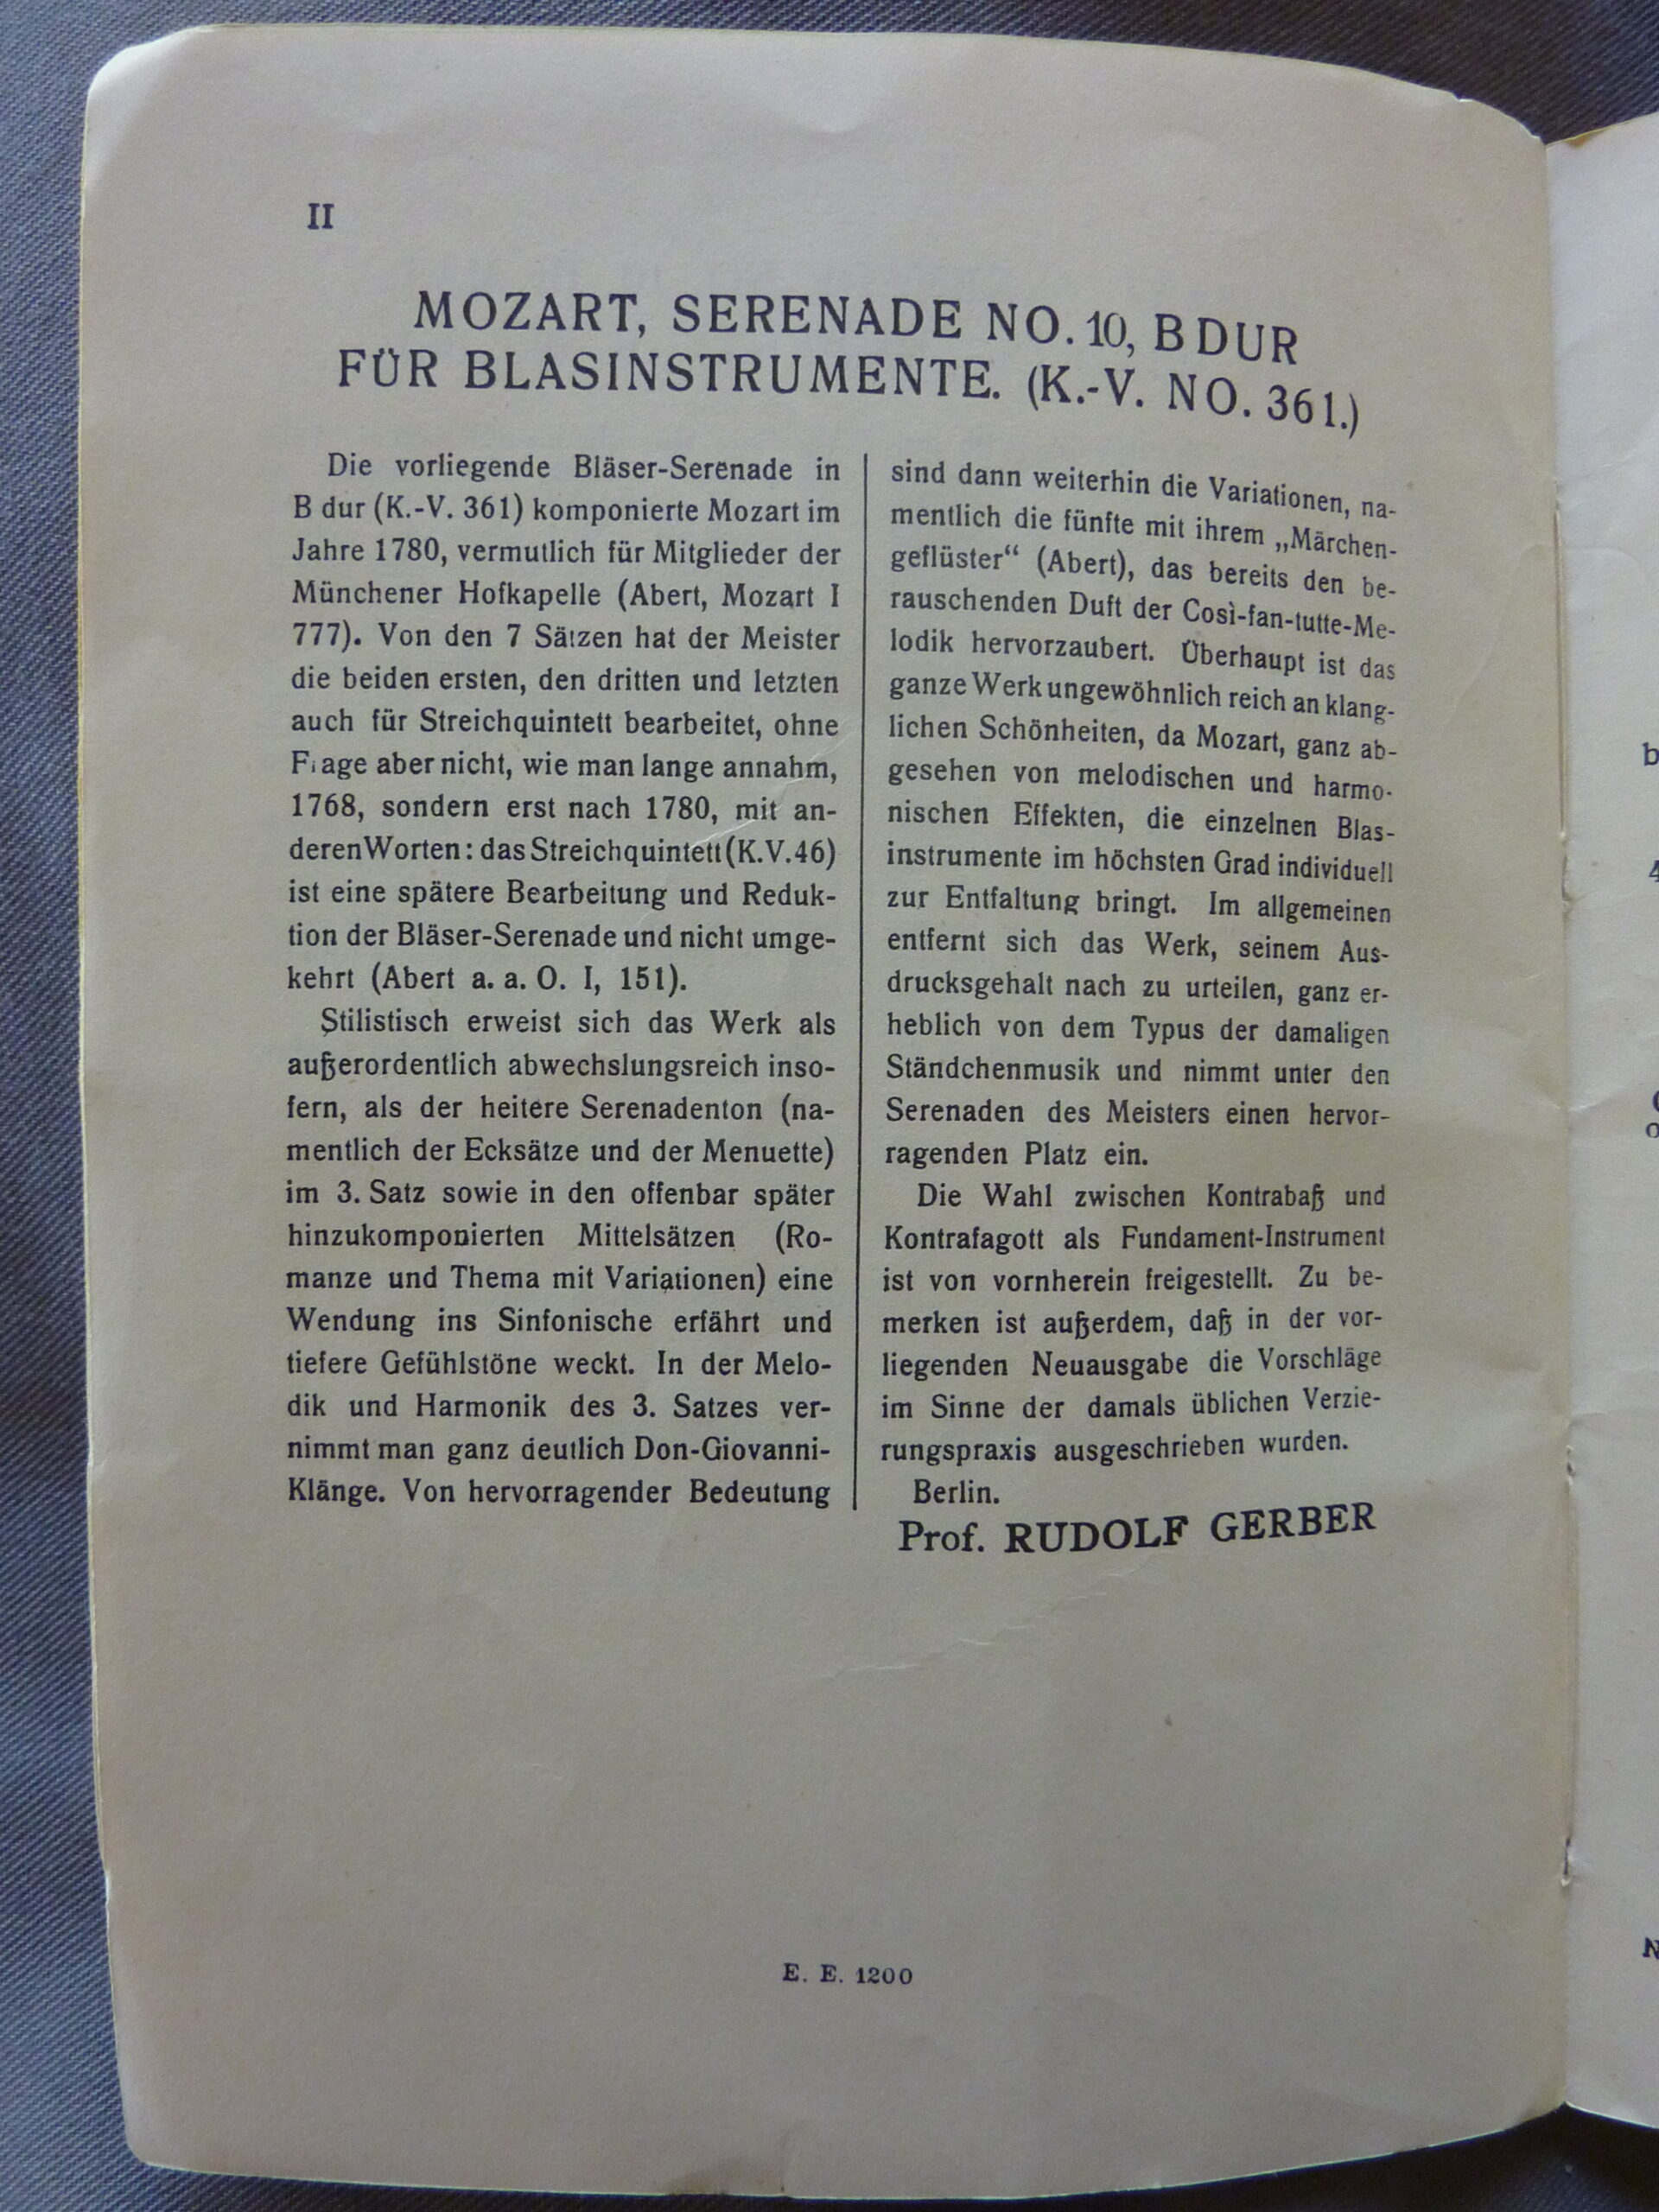 II
MOZART, SERENADE NO. 10, B DUR
FÜR BLASINSTRUMENTE. (K.-V. NO. 361.)
Die vorliegende Bläser-Serenade in
B dur (K.-V. 361) komponierte Mozart im
Jahre 1780, vermutlich für Mitglieder der
Münchener Hofkapelle (Abert, Mozart I
777). Von den 7 Sätzen hat der Meister
die beiden ersten, den dritten und letzten
auch für Streichquintett bearbeitet, ohne
Frage aber nicht, wie man lange annahm,
1768, sondern erst nach 1780, mit an-
deren Worten: das Streichquintett (K.V. 46)
ist eine spätere Bearbeitung und Reduk-
tion der Bläser-Serenade und nicht umge-
kehrt (Abert a. a. O. I, 151).
Stilistisch erweist sich das Werk als
außerordentlich abwechslungsreich inso-
fern, als der heitere Serenadenton (na-
mentlich der Ecksätze und der Menuette)
im 3. Satz sowie in den offenbar später
hinzukomponierten Mittelsätzen (Ro-
manze und Thema mit Variationen) eine
Wendung ins Sinfonische erfährt und
tiefere Gefühlstöne weckt. In der Melo-
dik und Harmonik des 3. Satzes ver-
nimmt man ganz deutlich Don-Giovanni-
Klänge. Von hervorragender Bedeutung
sind dann weiterhin die Variationen, na-
mentlich die fünfte mit ihrem „Märchen-
geflüster“ (Abert), das bereits den be-
rauschenden Duft der Così-fan-tutte-Me-
lodik hervorzaubert. Überhaupt ist das
ganze Werk ungewöhnlich reich an klang-
lichen Schönheiten, da Mozart, ganz ab-
gesehen von melodischen und harmo-
nischen Effekten, die einzelnen Blas-
instrumente im höchsten Grad individuell
zur Entfaltung bringt. Im allgemeinen
entfernt sich das Werk, seinem Aus-
drucksgehalt nach zu urteilen, ganz er-
heblich von dem Typus der damaligen
Ständchenmusik und nimmt unter den
Serenaden des Meisters einen hervor-
ragenden Platz ein.
Die Wahl zwischen Kontrabaß und
Kontrafagott als Fundament-Instrument
ist von vornherein freigestellt. Zu be-
merken ist außerdem, daß in der vor-
liegenden Neuausgabe die Vorschläge
im Sinne der damals üblichen Verzie-
rungspraxis ausgeschrieben wurden.
Berlin.
Prof. RUDOLF GERBER
E. E. 1200